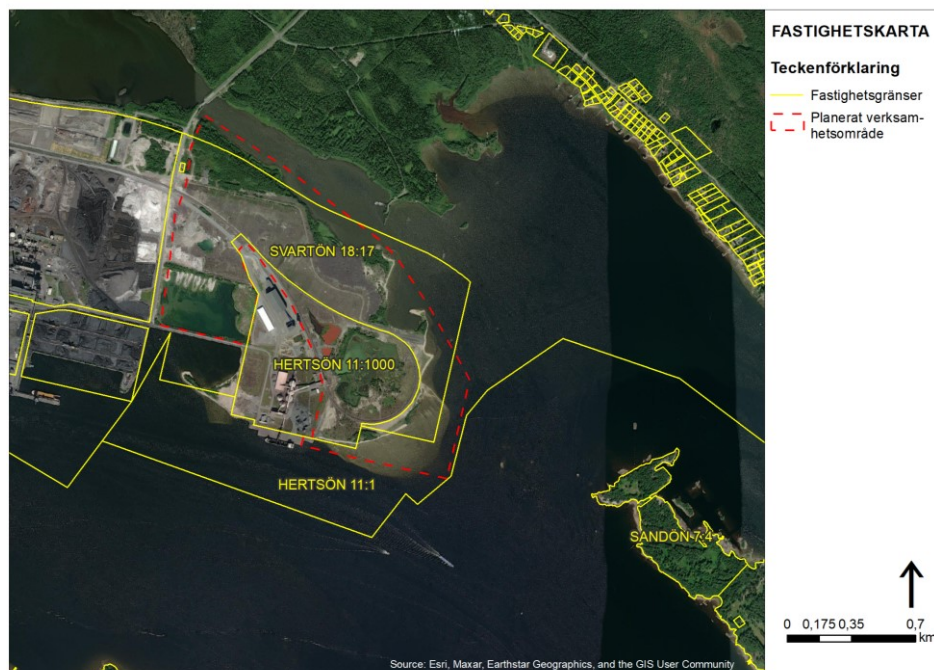 FASTIGHETSKARTA
Teckenförklaring
Fastighetsgränser
Planerat verksam-
hetsområde
SVARTÖN 18:17
HERTSÖN 11:1000
HERTSÖN 11:1
SANDÖN 7:4
0 0,175 0,35 0,7
km
Source: Esri, Maxar, Earthstar Geographics, and the GIS User Community